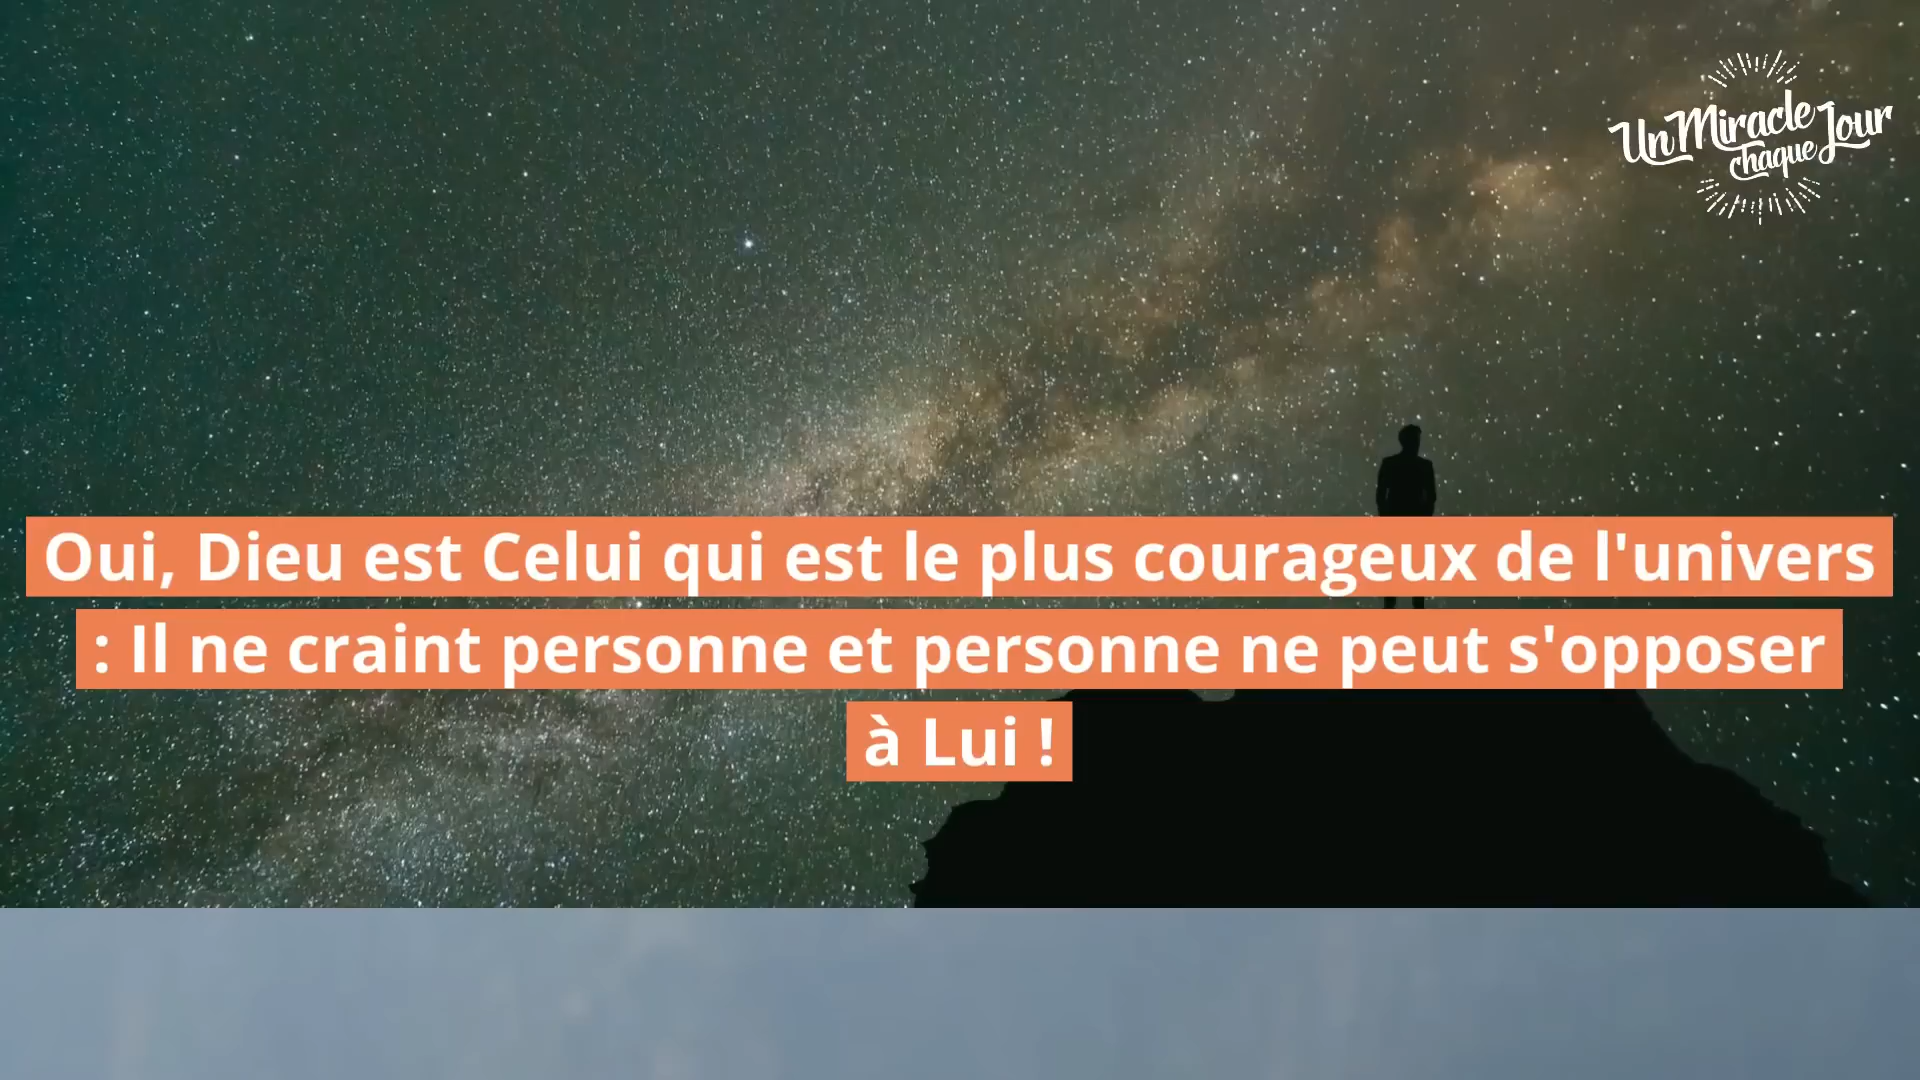 Un Miracle
chaque Jour
Oui, Dieu est Celui qui est le plus courageux de l'univers
: Il ne craint personne et personne ne peut s'opposer
à Lui !